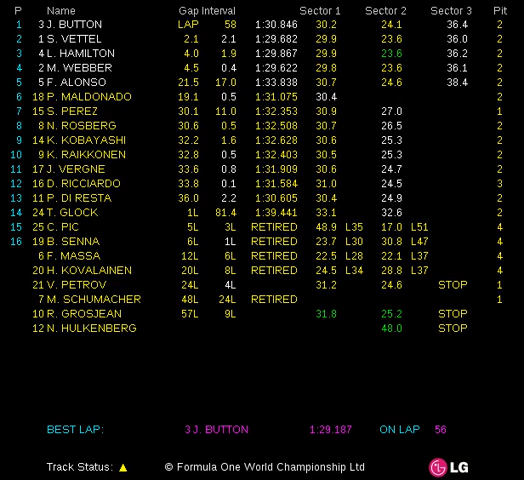 P Name Gap Interval Sector 1 Sector 2 Sector 3 Pit
1 3 J. BUTTON LAP 58 1:30.846 30.2 24.1 36.4 2
2 1 S. VETTEL 2.1 2.1 1:29.682 29.9 23.6 36.0 2
3 4 L. HAMILTON 4.0 1.9 1:29.867 29.9 23.6 36.2 2
4 2 M. WEBBER 4.5 0.4 1:29.622 29.8 23.6 36.1 2
5 5 F. ALONSO 21.5 17.0 1:33.838 30.7 24.6 38.4 2
6 18 P. MALDONADO 19.1 0.5 1:31.075 30.4 2
7 15 S. PEREZ 30.1 11.0 1:32.353 30.9 27.0 1
8 8 N. ROSBERG 30.6 0.5 1:32.508 30.7 26.5 2
9 14 K. KOBAYASHI 32.2 1.6 1:32.628 30.6 25.3 2
10 9 K. RAIKKONEN 32.8 0.5 1:32.403 30.5 25.3 2
11 17 J. VERGNE 33.6 0.8 1:31.909 30.6 24.7 2
12 16 D. RICCIARDO 33.8 0.1 1:31.584 31.0 24.5 3
13 11 P. DI RESTA 36.0 2.2 1:30.605 30.4 24.9 2
14 24 T. GLOCK 1L 81.4 1:39.441 33.1 32.6 2
15 25 C. PIC 5L 3L RETIRED 48.9 L35 17.0 L51 4
16 19 B. SENNA 6L 1L RETIRED 23.7 L30 30.8 L47 4
6 F. MASSA 12L 6L RETIRED 22.5 L28 22.1 L37 4
20 H. KOVALAINEN 20L 8L RETIRED 24.5 L34 28.8 L37 4
21 V. PETROV 24L 4L 31.2 24.6 STOP 1
7 M. SCHUMACHER 48L 24L RETIRED 1
10 R. GROSJEAN 57L 9L 31.8 25.2 STOP
12 N. HULKENBERG 48.0 STOP
BEST LAP: 3 J. BUTTON 1:29.187 ON LAP 56
Track Status: © Formula One World Championship Ltd LG